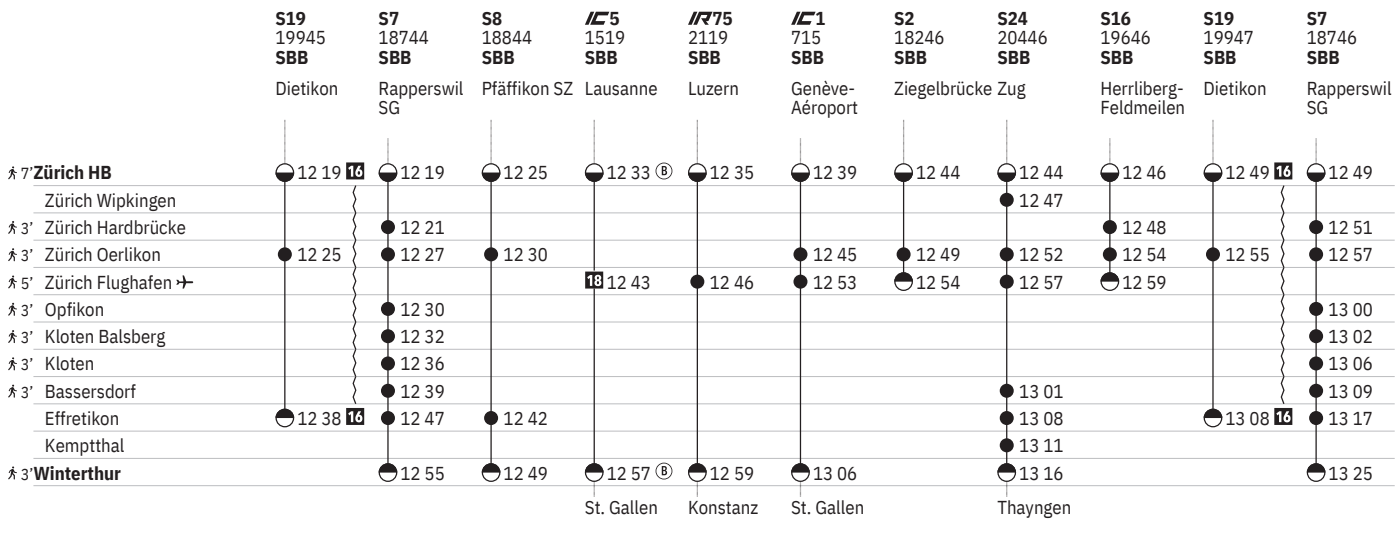 S19 S7 S8 IC5 IR75 IC1 S2 S24 S16 S19 S7
19945 18744 18844 1519 2119 715 18246 20446 19646 19947 18746
SBB SBB SBB SBB SBB SBB SBB SBB SBB SBB SBB
Dietikon Rapperswil Pfäffikon SZ Lausanne Luzern Genève- Ziegelbrücke Zug Herrliberg- Dietikon Rapperswil
SG Aéroport Feldmeilen SG
7’ Zürich HB 12 19 16 12 19 12 25 12 33 B 12 35 12 39 12 44 12 44 12 46 12 49 16 12 49
Zürich Wipkingen 12 47
3’ Zürich Hardbrücke 12 21 12 48 12 51
3’ Zürich Oerlikon 12 25 12 27 12 30 12 45 12 49 12 52 12 54 12 55 12 57
5’ Zürich Flughafen 18 12 43 12 46 12 53 12 54 12 57 12 59
3’ Opfikon 12 30 13 00
3’ Kloten Balsberg 12 32 13 02
3’ Kloten 12 36 13 06
3’ Bassersdorf 12 39 13 01 13 09
Effretikon 12 38 16 12 47 12 42 13 08 13 08 16 13 17
Kemptthal 13 11
3’ Winterthur 12 55 12 49 12 57 B 12 59 13 06 13 16 13 25
St. Gallen Konstanz St. Gallen Thayngen